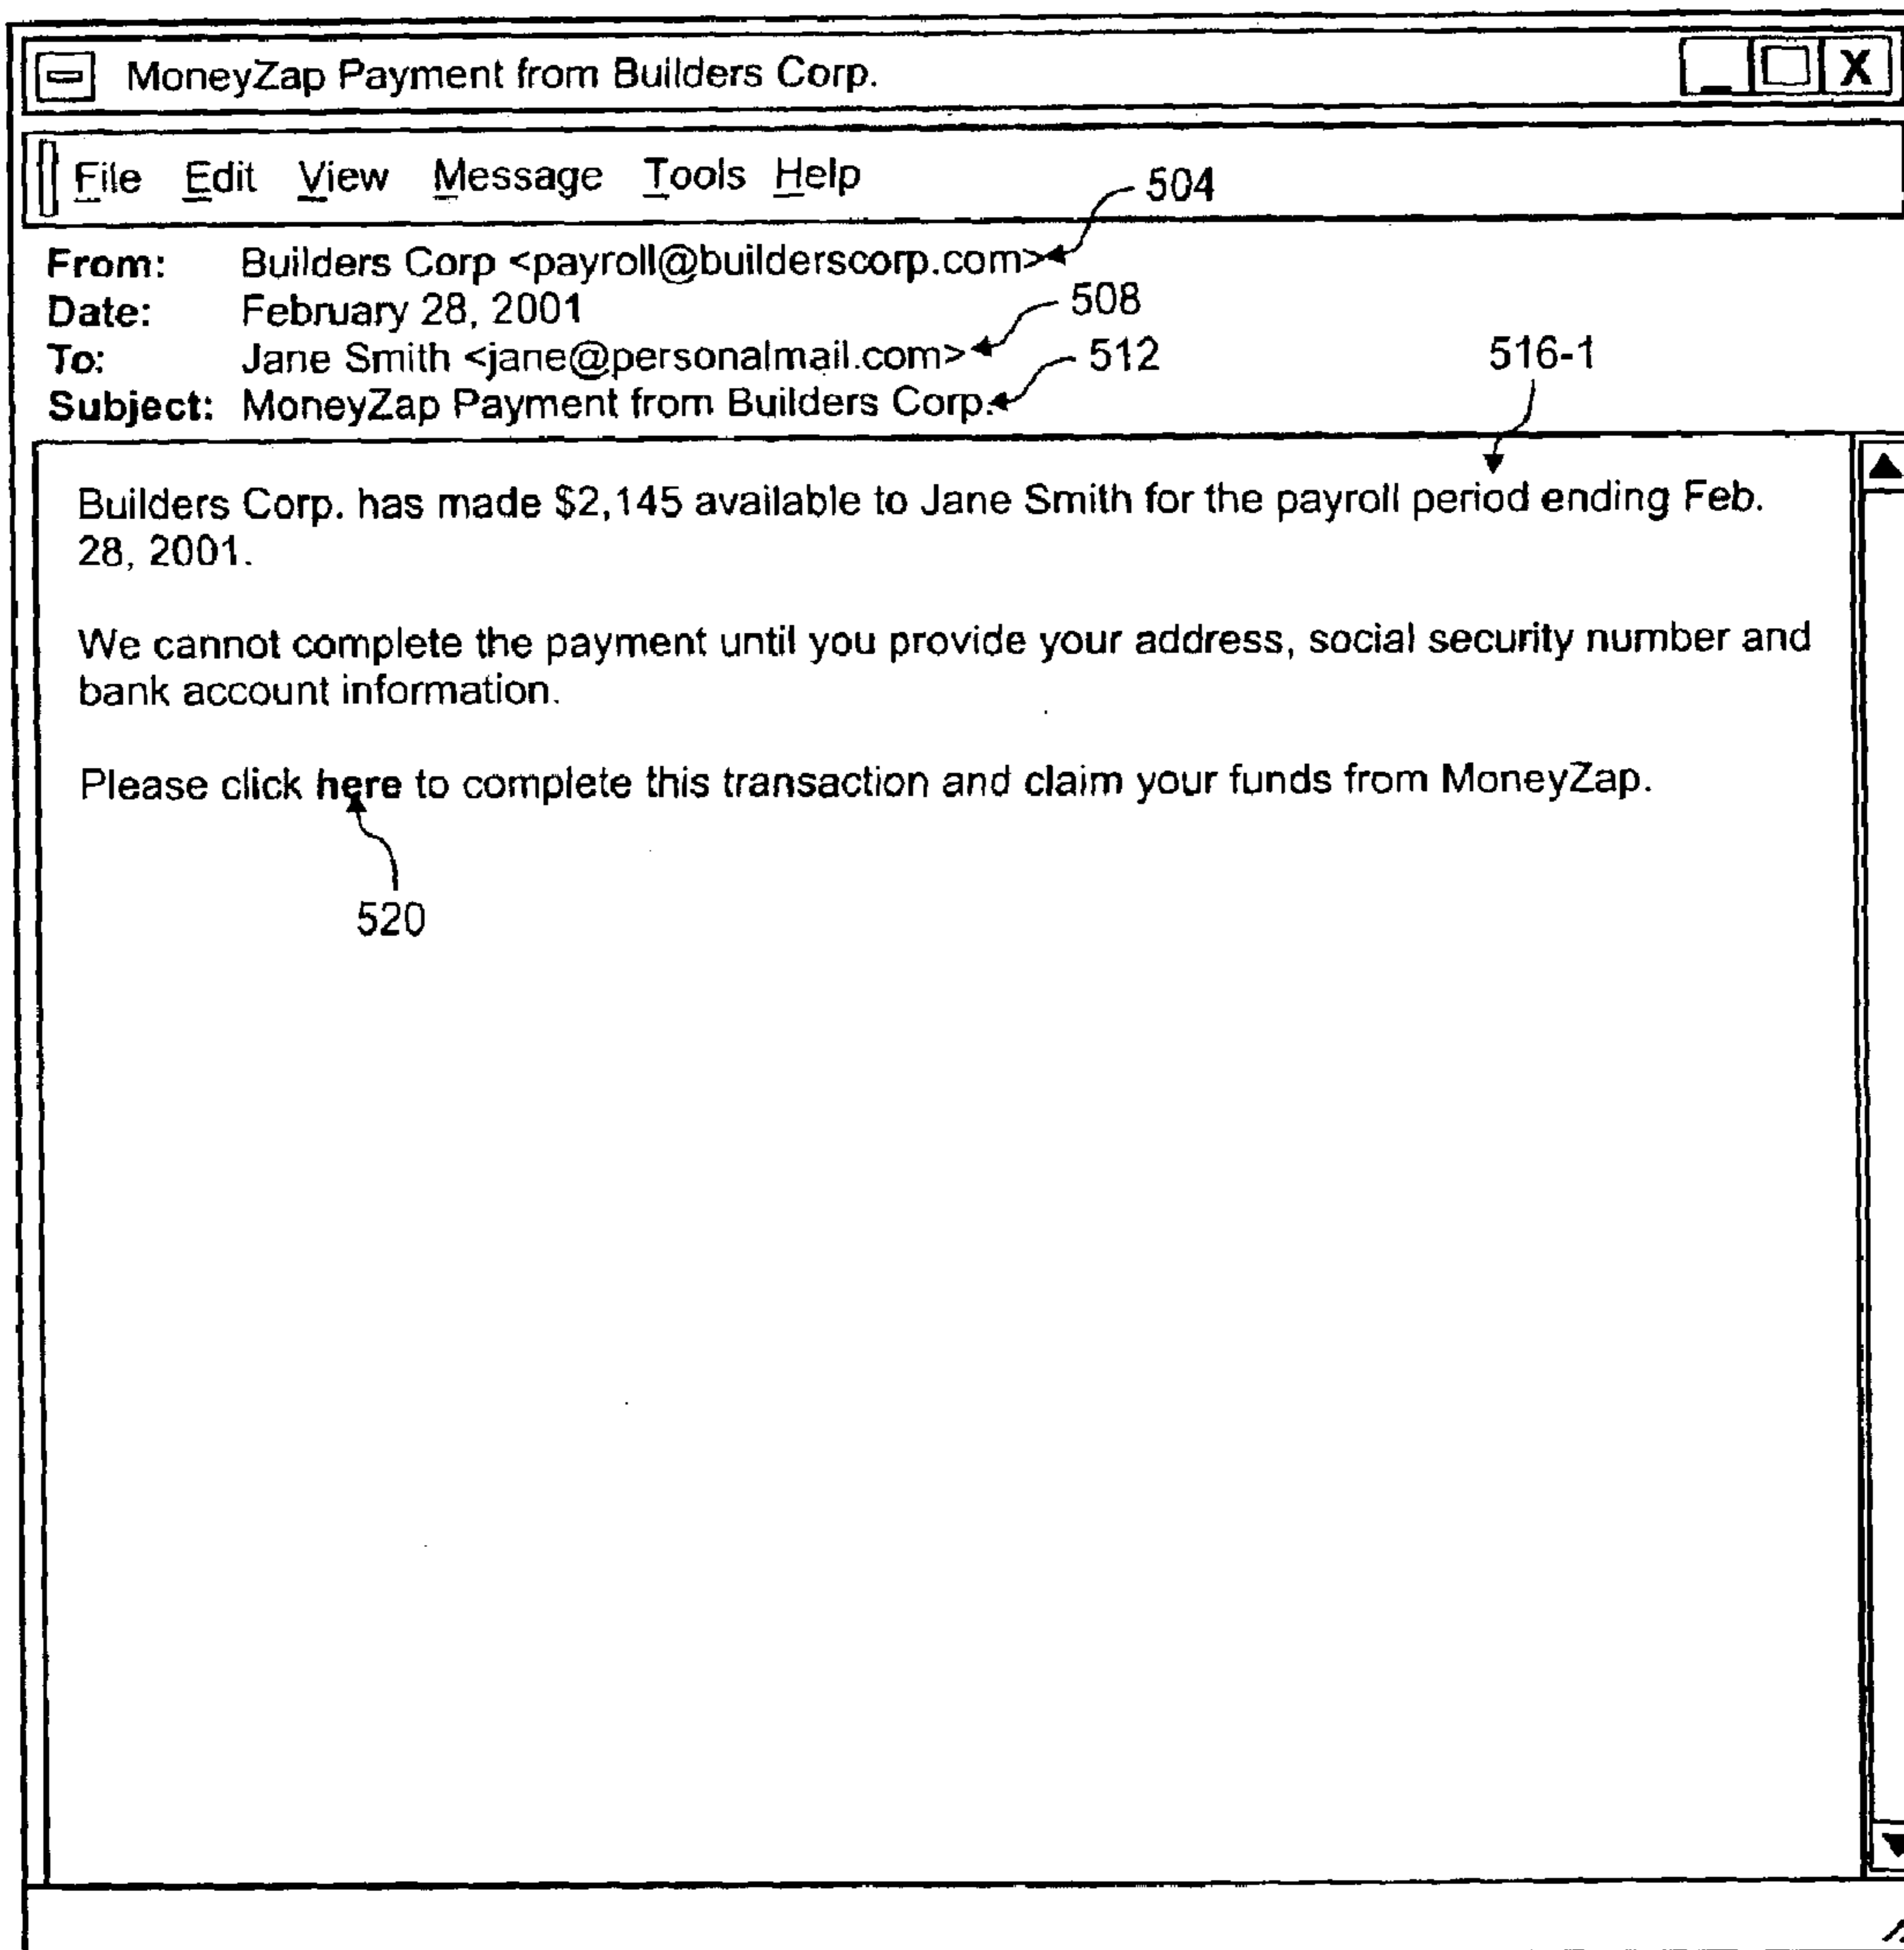 MoneyZap Payment from Builders Corp. X
File Edit View Message Tools Help
504
From: Builders Corp <payroll@builderscorp.com>
Date: February 28, 2001
508
To: Jane Smith <jane@personalmail.com>
512
516-1
Subject: MoneyZap Payment from Builders Corp.
Builders Corp. has made $2,145 available to Jane Smith for the payroll period ending Feb.
28, 2001.
We cannot complete the payment until you provide your address, social security number and
bank account information.
Please click here to complete this transaction and claim your funds from MoneyZap.
520